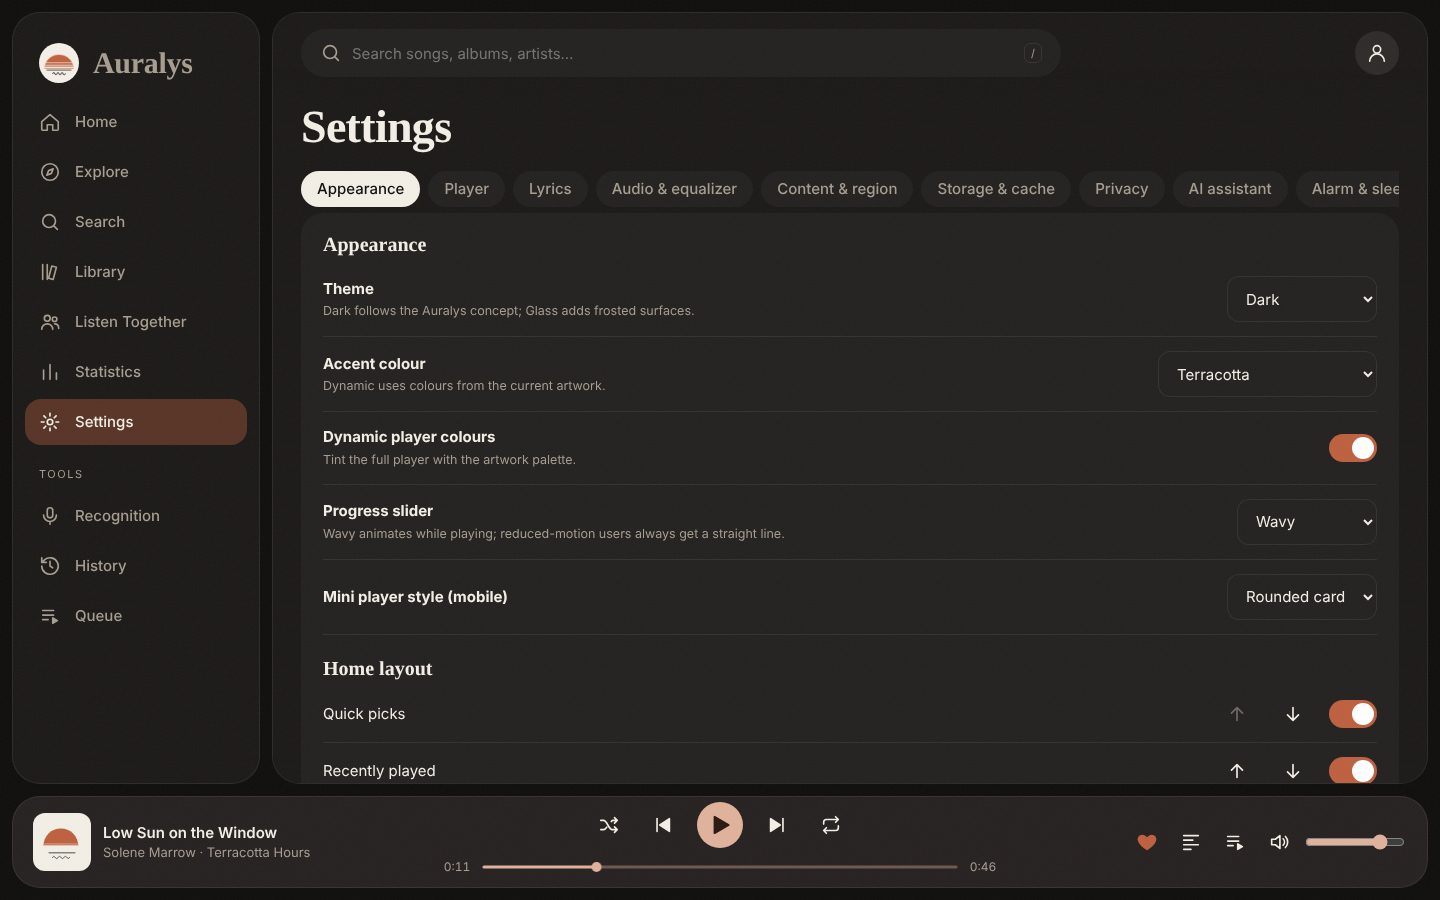 Auralys
Home
Explore
Search
Library
Listen Together
Statistics
Settings
TOOLS
Recognition
History
Queue
Search songs, albums, artists...
/
Settings
Appearance
Player
Lyrics
Audio & equalizer
Content & region
Storage & cache
Privacy
AI assistant
Alarm & slee
Appearance
Theme
Dark follows the Auralys concept; Glass adds frosted surfaces.
Dark
Accent colour
Dynamic uses colours from the current artwork.
Terracotta
Dynamic player colours
Tint the full player with the artwork palette.
Progress slider
Wavy animates while playing; reduced-motion users always get a straight line.
Wavy
Mini player style (mobile)
Rounded card
Home layout
Quick picks
Recently played
Low Sun on the Window
Solene Marrow · Terracotta Hours
0:11
0:46